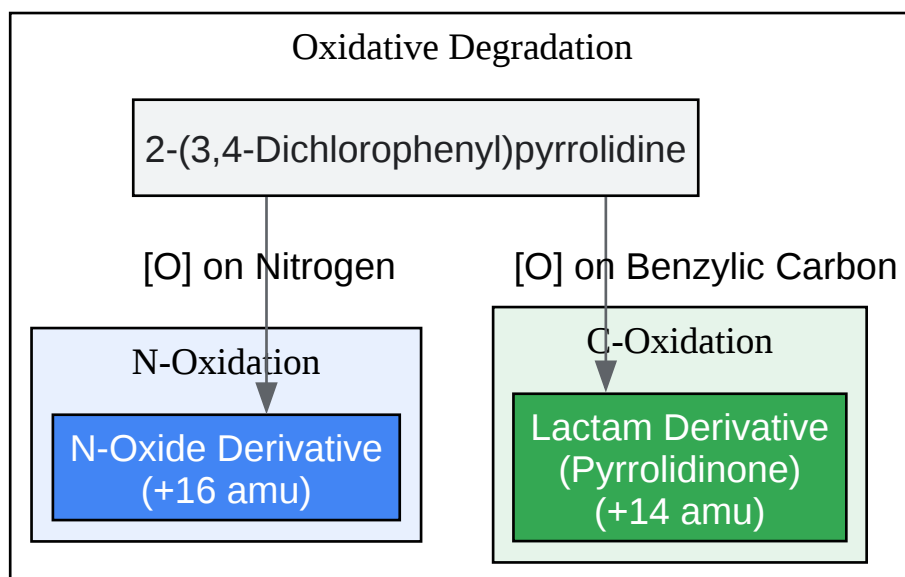 Oxidative Degradation
2-(3,4-Dichlorophenyl)pyrrolidine
[O] on Nitrogen
[O] on Benzylic Carbon
N-Oxidation
C-Oxidation
N-Oxide Derivative
(+16 amu)
Lactam Derivative
(Pyrrolidinone)
(+14 amu)